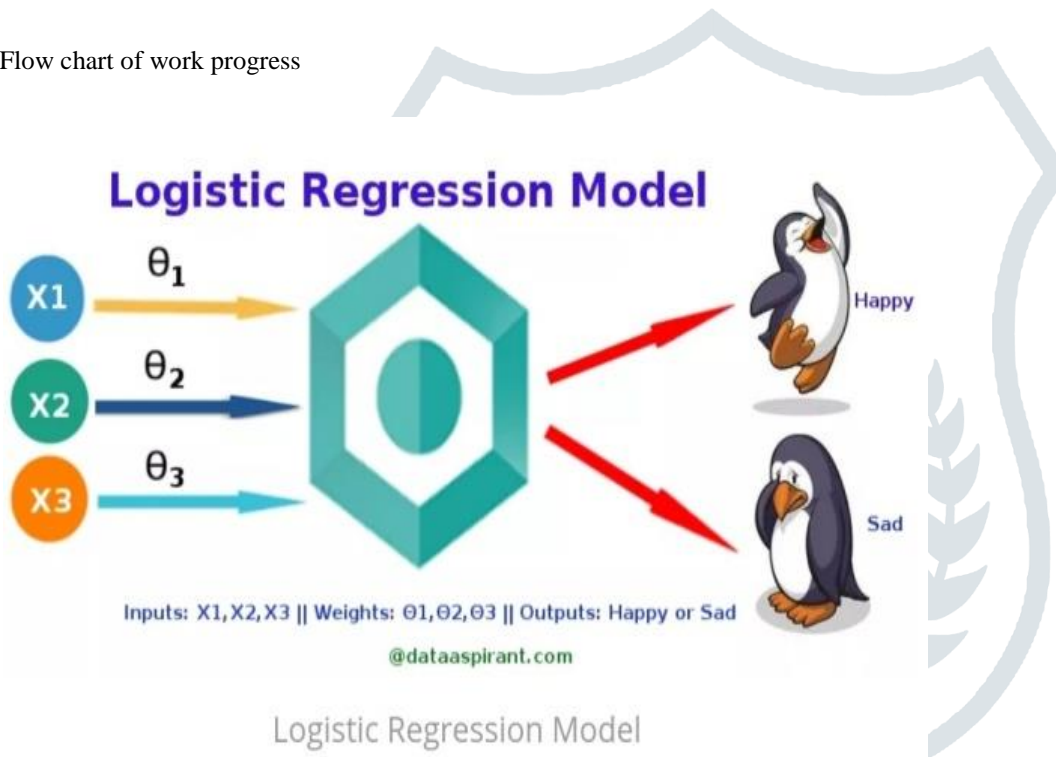 Flow chart of work progress
Logistic Regression Model
θ1
X1
Happy
θ2
X2
θ3
X3
Sad
Inputs: X1,X2,X3 || Weights: Θ1,Θ2,Θ3 || Outputs: Happy or Sad
@dataaspirant.com
Logistic Regression Model